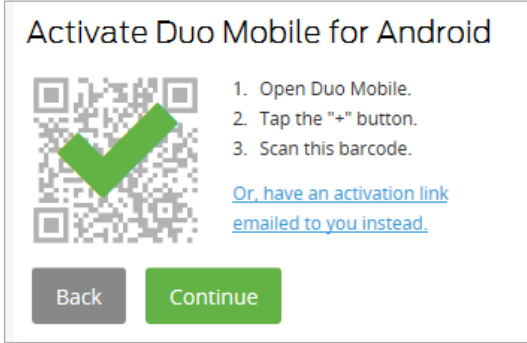 Activate Duo Mobile for Android
1. Open Duo Mobile.
2. Tap the "+" button.
3. Scan this barcode.
Or, have an activation link
emailed to you instead.
Back
Continue